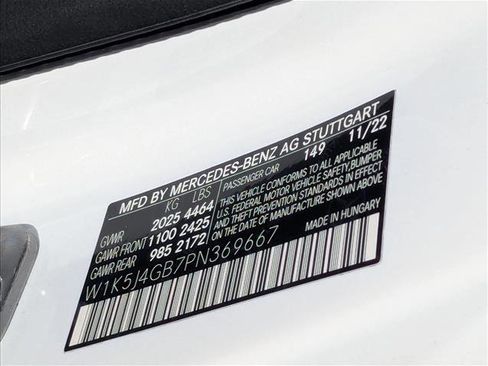 MFD BY MERCEDES-BENZ AG STUTTGART
KG LBS PASSENGER CAR 149 11/22
GVWR 2025 4464
GAWR FRONT 1100 2425
GAWR REAR 985 2172
THIS VEHICLE CONFORMS TO ALL APPLICABLE
U.S. FEDERAL MOTOR VEHICLE SAFETY, BUMPER
AND THEFT PREVENTION STANDARDS IN EFFECT
ON THE DATE OF MANUFACTURE SHOWN ABOVE
W1K5J4GB7PN369667
MADE IN HUNGARY